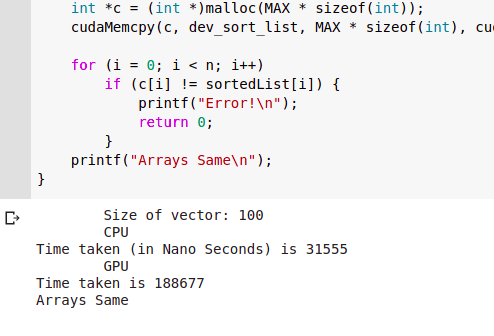 int *c = (int *)malloc(MAX * sizeof(int));
cudaMemcpy(c, dev_sort_list, MAX * sizeof(int),
for (i = 0; i < n; i++)
if (c[i] != sortedList[i]) {
printf("Error!\n");
return 0;
}
printf("Arrays Same\n");
}
Size of vector: 100
CPU
Time taken (in Nano Seconds) is 31555
GPU
Time taken is 188677
Arrays Same